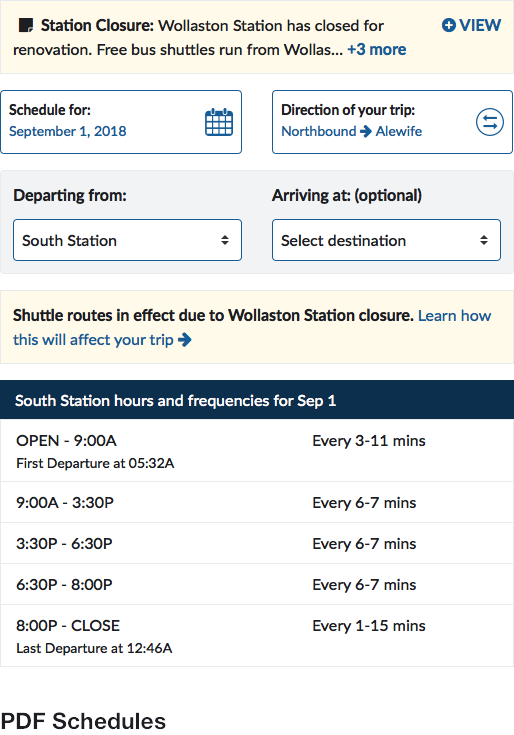 Station Closure: Wollaston Station has closed for
renovation. Free bus shuttles run from Wollas... +3 more
VIEW
Schedule for:
September 1, 2018
Direction of your trip:
Northbound → Alewife
Departing from:
South Station
Arriving at: (optional)
Select destination
Shuttle routes in effect due to Wollaston Station closure. Learn how
this will affect your trip →
South Station hours and frequencies for Sep 1
OPEN - 9:00A Every 3-11 mins
First Departure at 05:32A
9:00A - 3:30P Every 6-7 mins
3:30P - 6:30P Every 6-7 mins
6:30P - 8:00P Every 6-7 mins
8:00P - CLOSE Every 1-15 mins
Last Departure at 12:46A
PDF Schedules